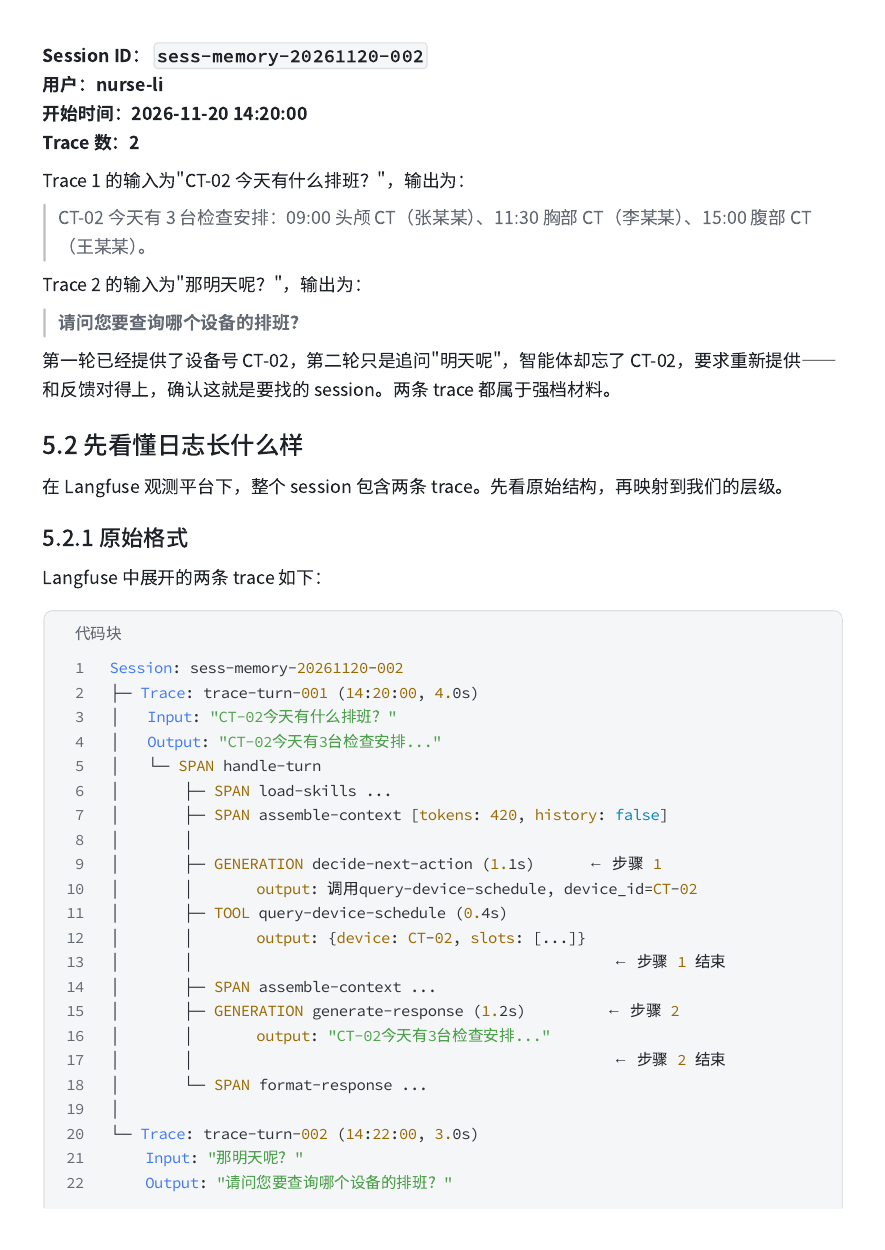 Session ID： sess-memory-20261120-002
用户：nurse-li
开始时间：2026-11-20 14:20:00
Trace 数：2
Trace 1 的输入为"CT-02 今天有什么排班？"，输出为：
CT-02 今天有 3 台检查安排：09:00 头颅 CT（张某某）、11:30 胸部 CT（李某某）、15:00 腹部 CT
（王某某）。
Trace 2 的输入为"那明天呢？"，输出为：
请问您要查询哪个设备的排班?
第一轮已经提供了设备号 CT-02，第二轮只是追问"明天呢"，智能体却忘了 CT-02，要求重新提供——
和反馈对得上，确认这就是要找的 session。两条 trace 都属于强档材料。
5.2 先看懂日志长什么样
在 Langfuse 观测平台下，整个 session 包含两条 trace。先看原始结构，再映射到我们的层级。
5.2.1 原始格式
Langfuse 中展开的两条 trace 如下：
代码块
1 Session: sess-memory-20261120-002
2 ├─ Trace: trace-turn-001 (14:20:00, 4.0s)
3 │ Input: "CT-02今天有什么排班？"
4 │ Output: "CT-02今天有3台检查安排..."
5 │ └─ SPAN handle-turn
6 │ ├─ SPAN load-skills ...
7 │ ├─ SPAN assemble-context [tokens: 420, history: false]
8 │ │
9 │ ├─ GENERATION decide-next-action (1.1s) ← 步骤 1
10 │ │ output: 调用query-device-schedule, device_id=CT-02
11 │ ├─ TOOL query-device-schedule (0.4s)
12 │ │ output: {device: CT-02, slots: [...]}
13 │ │ ← 步骤 1 结束
14 │ ├─ SPAN assemble-context ...
15 │ ├─ GENERATION generate-response (1.2s) ← 步骤 2
16 │ │ output: "CT-02今天有3台检查安排..."
17 │ │ ← 步骤 2 结束
18 │ └─ SPAN format-response ...
19 │
20 └─ Trace: trace-turn-002 (14:22:00, 3.0s)
21 Input: "那明天呢？"
22 Output: "请问您要查询哪个设备的排班？"